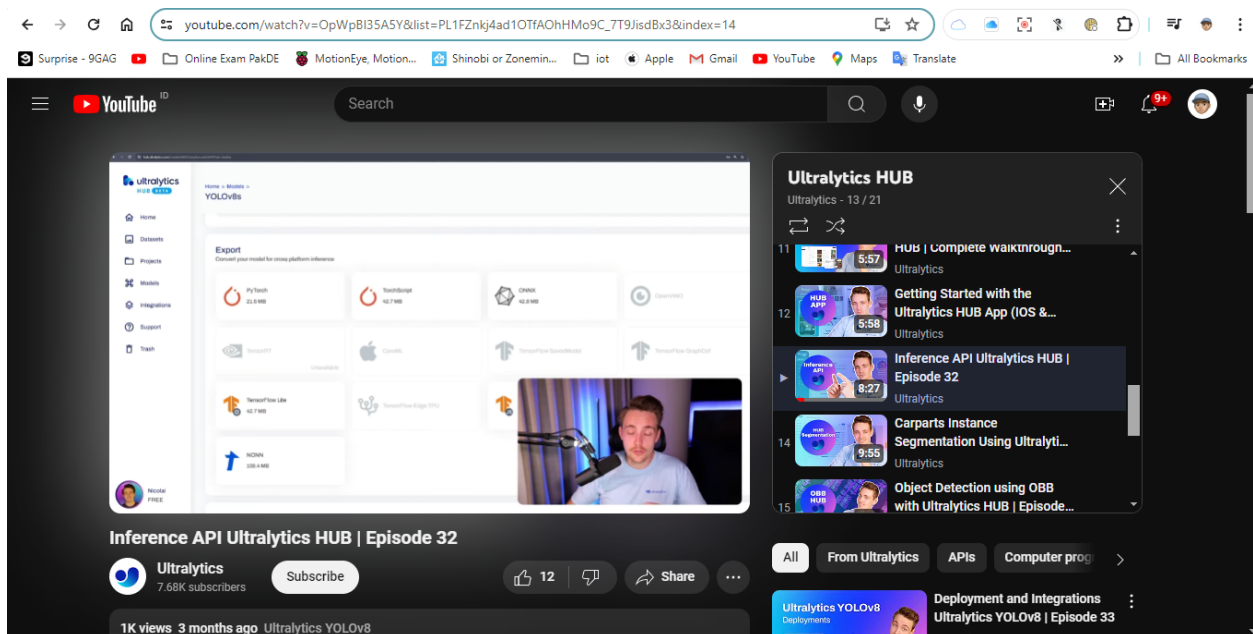 youtube.com/watch?v=OpWpBI35A5Y&list=PL1FZnkj4ad1OTfAOhHMo9C_7T9JisdBx3&index=14
Surprise - 9GAG
Online Exam PakDE
MotionEye, Motion...
Shinobi or Zonemin...
iot
Apple
Gmail
YouTube
Maps
Translate
All Bookmarks
YouTube ID
Search
9+
ultralytics
HUB BETA
Home > Models >
YOLOv8s
Home
Datasets
Projects
Models
Integrations
Support
Trash
Nicolai
FREE
Export
Convert your model for cross platform inference
PyTorch
21.5 MB
TorchScript
42.7 MB
ONNX
42.8 MB
OpenVINO
TensorRT
Unavailable
CoreML
TensorFlow SavedModel
TensorFlow GraphDef
TensorFlow Lite
42.7 MB
TensorFlow Edge TPU
NCNN
Ultralytics HUB
Ultralytics - 13 / 21
11
5:57
HUB | Complete Walkthrough...
Ultralytics
12
HUB
APP
5:58
Getting Started with the
Ultralytics HUB App (IOS &...
Ultralytics
Inference
API
8:27
Inference API Ultralytics HUB |
Episode 32
Ultralytics
14
HUB
Segmentation
9:55
Carparts Instance
Segmentation Using Ultralyti...
Ultralytics
15
OBB
HUB
Object Detection using OBB
with Ultralytics HUB | Episode...
Inference API Ultralytics HUB | Episode 32
Ultralytics
7.68K subscribers
Subscribe
12
Share
1K views 3 months ago Ultralytics YOLOv8
All
From Ultralytics
APIs
Computer prog
Ultralytics YOLOv8
Deployments
Deployment and Integrations
Ultralytics YOLOv8 | Episode 33